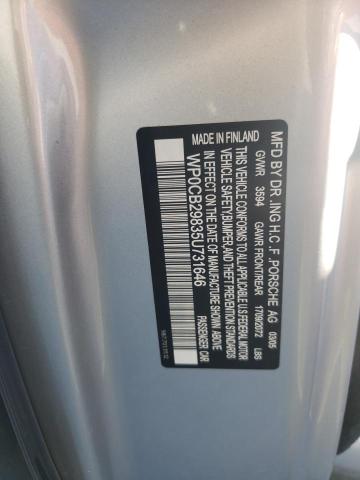 MFD BY DR.ING H.C.F.PORSCHE AG 03/05
GVWR 3594 GAWR FRONT/REAR 1709/2072 LBS
MADE IN FINLAND
THIS VEHICLE CONFORMS TO ALL APPLICABLE U.S.FEDERAL MOTOR
VEHICLE SAFETY,BUMPER,AND THEFT PREVENTION STANDARDS
IN EFFECT ON THE DATE OF MANUFACTURE SHOWN ABOVE
WP0CB29835U731646 PASSENGER CAR